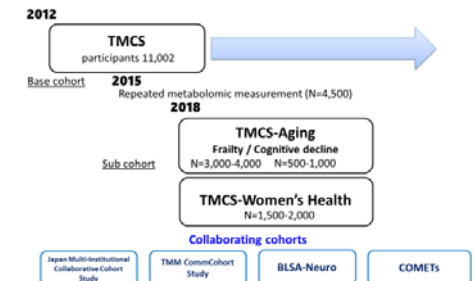 2012
TMCS
participants 11,002
Base cohort
2015
Repeated metabolomic measurement (N=4,500)
2018
TMCS-Aging
Frailty / Cognitive decline
N=3,000-4,000 N=500-1,000
Sub cohort
TMCS-Women's Health
N=1,500-2,000
Collaborating cohorts
Japan Multi-Institutional
Collaborative Cohort
Study
TMM CommCohort
Study
BLSA-Neuro
COMETs